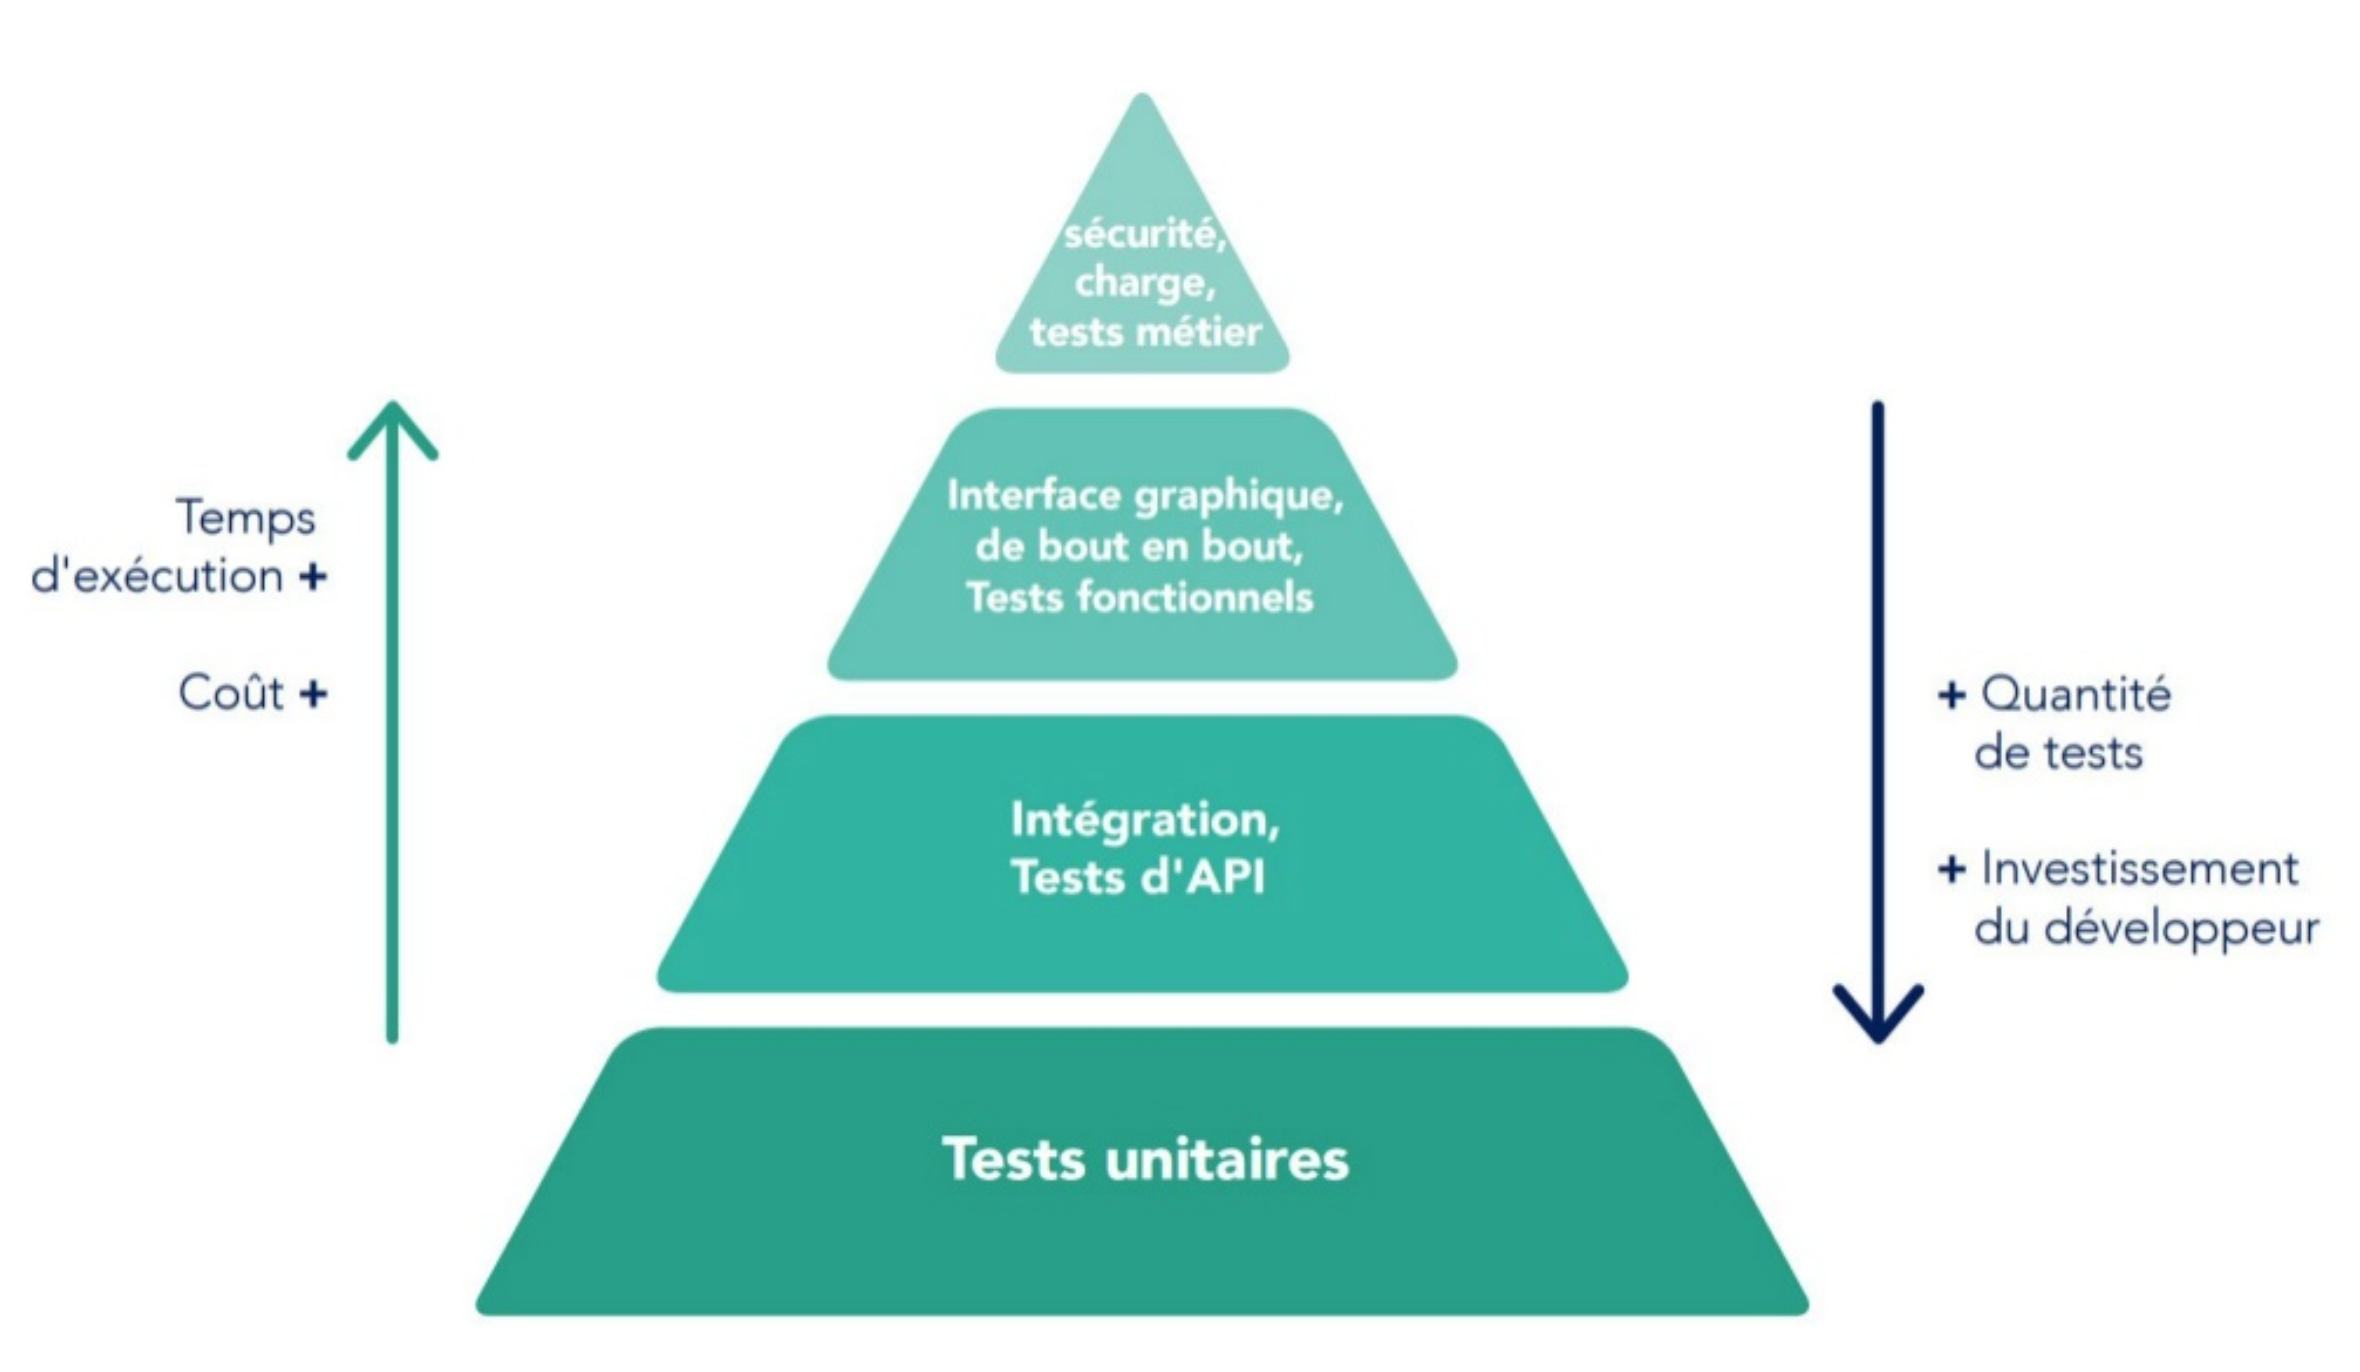 sécurité,
charge,
tests métier
Interface graphique,
de bout en bout,
Tests fonctionnels
Intégration,
Tests d'API
Tests unitaires
Temps
d'exécution +
Coût +
+ Quantité
de tests
+ Investissement
du développeur